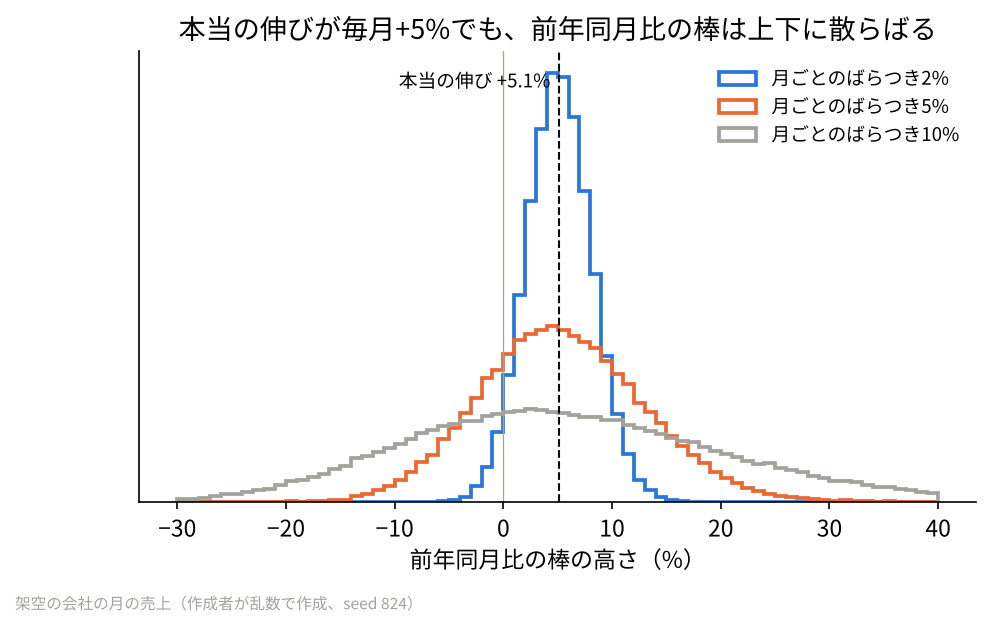 本当の伸びが毎月+5%でも、前年同月比の棒は上下に散らばる
本当の伸び +5.1%
月ごとのばらつき2%
月ごとのばらつき5%
月ごとのばらつき10%
−30 −20 −10 0 10 20 30 40
前年同月比の棒の高さ（%）
架空の会社の月の売上（作成者が乱数で作成、seed 824）